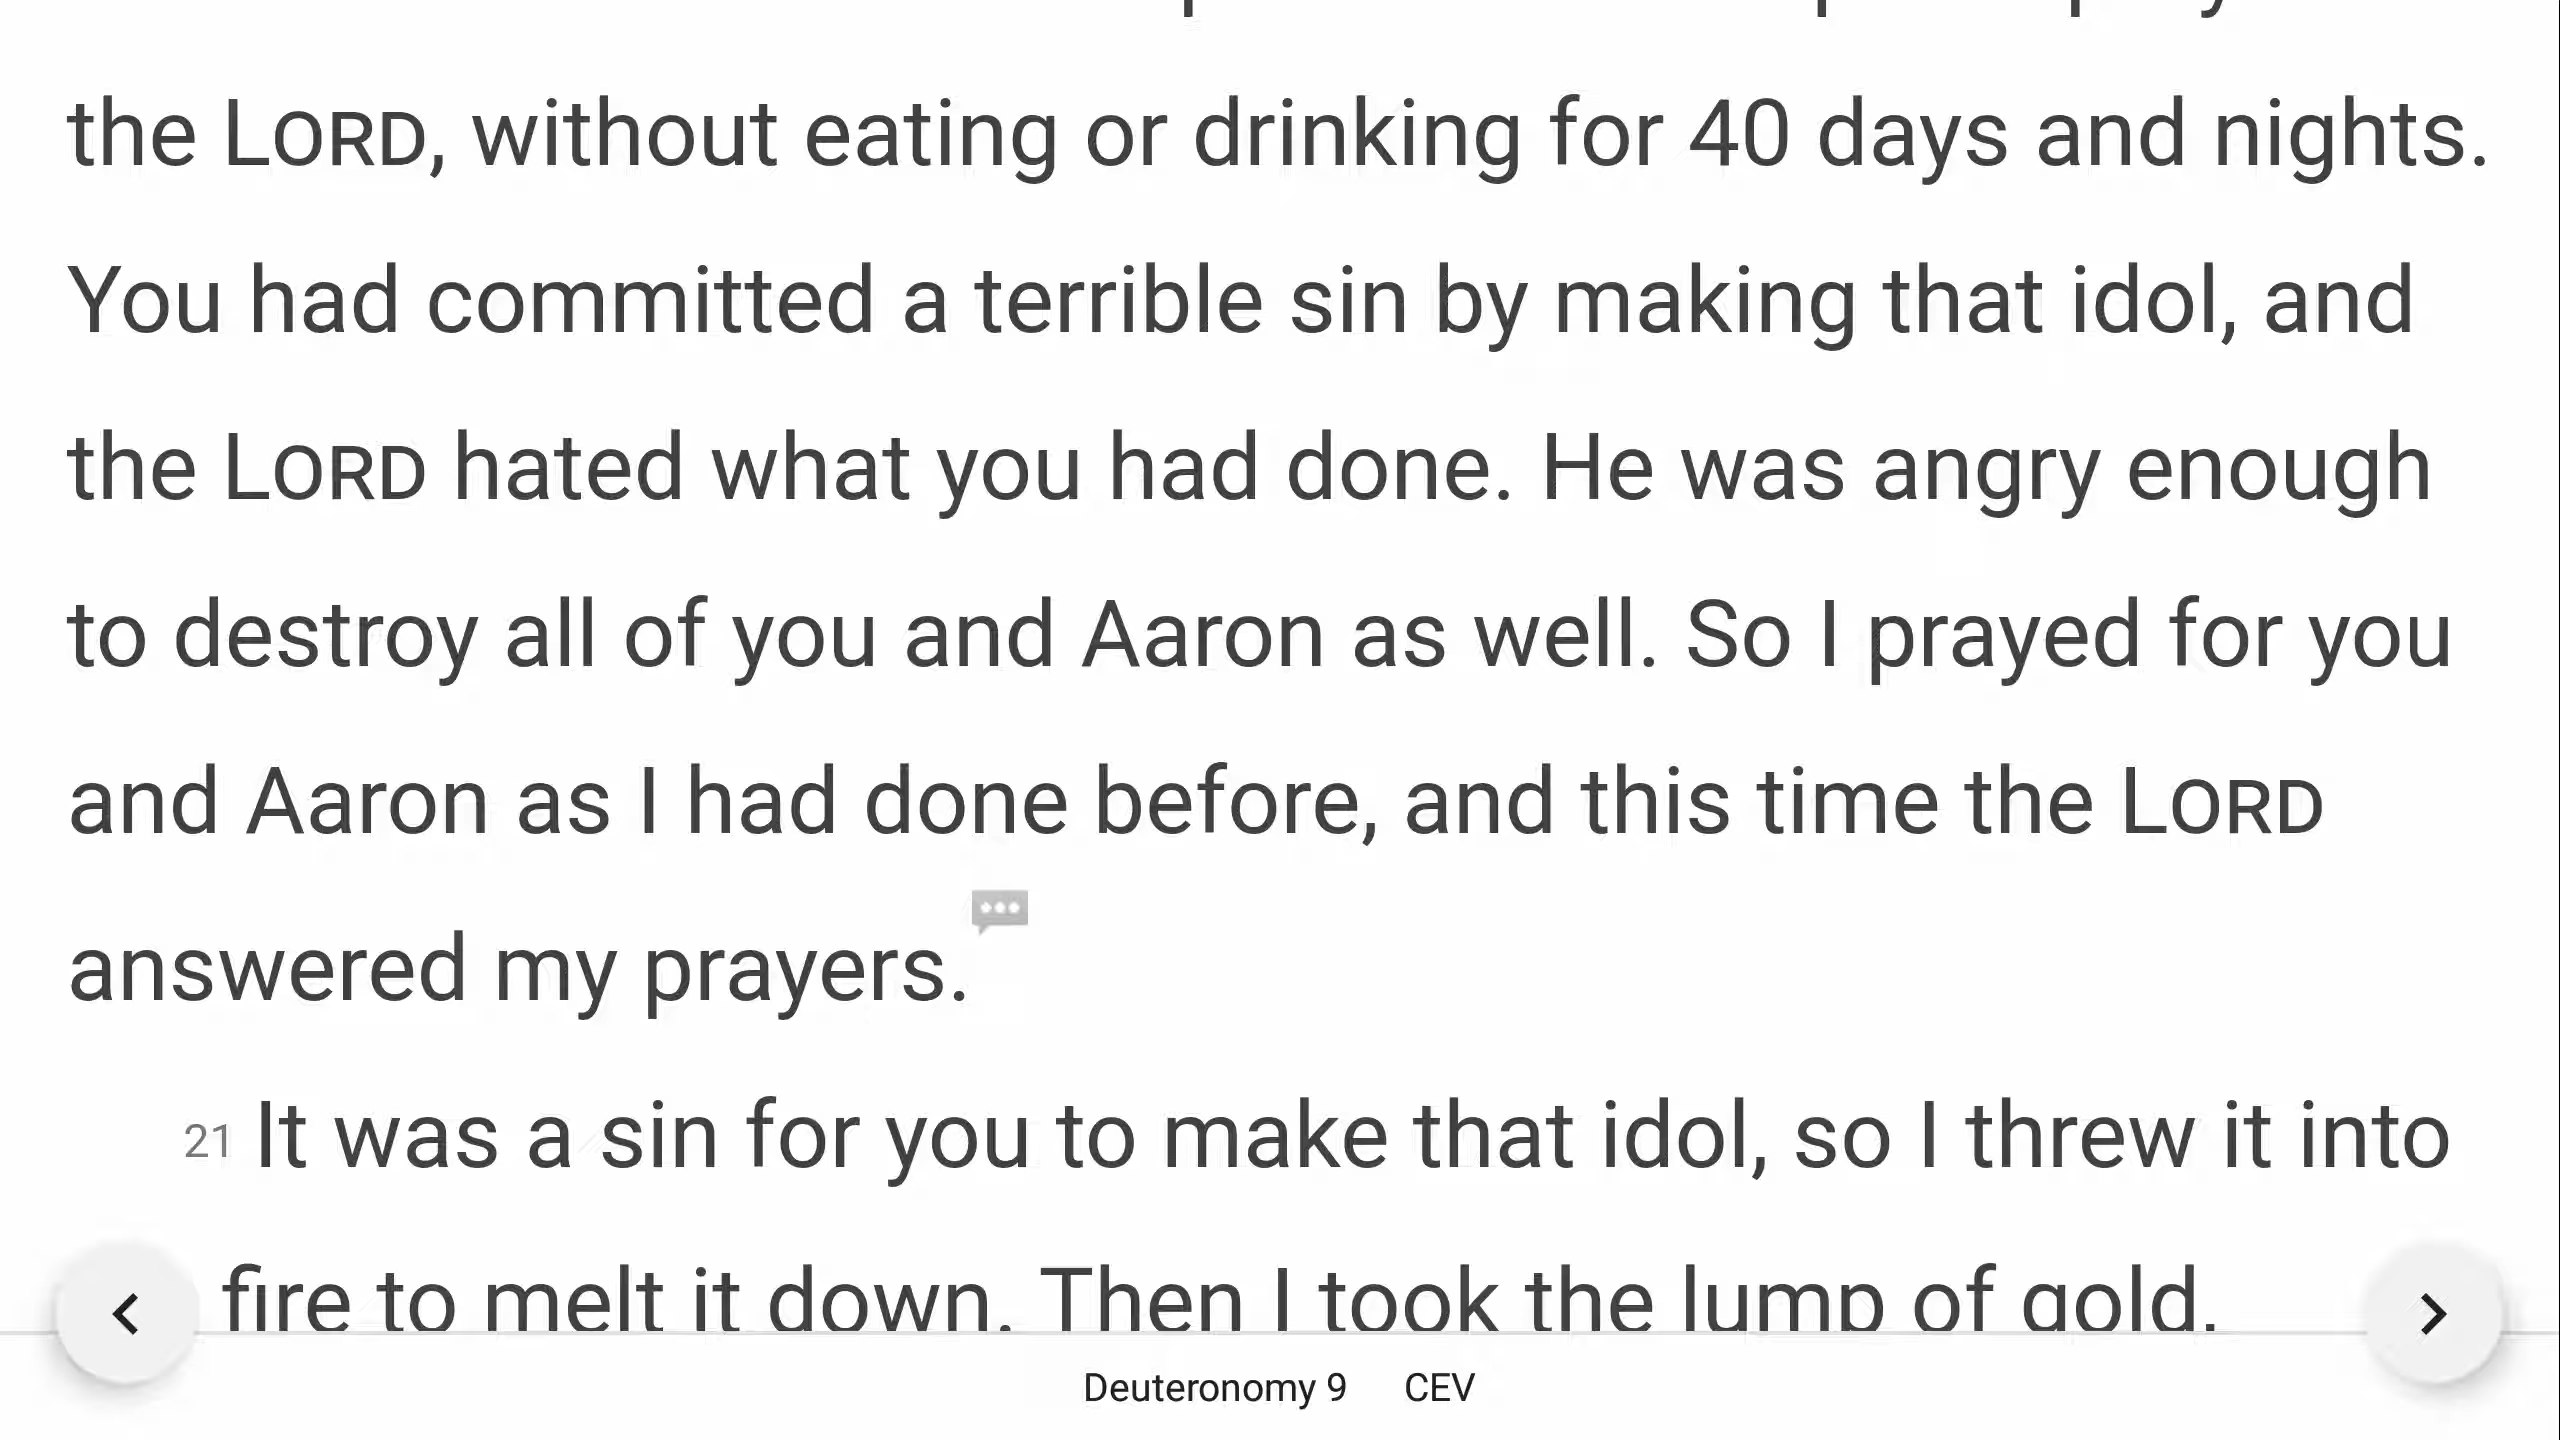 the LORD, without eating or drinking for 40 days and nights.
You had committed a terrible sin by making that idol, and
the LORD hated what you had done. He was angry enough
to destroy all of you and Aaron as well. So I prayed for you
and Aaron as I had done before, and this time the LORD
answered my prayers.
21 It was a sin for you to make that idol, so I threw it into
fire to melt it down. Then I took the lump of gold,
Deuteronomy 9 CEV